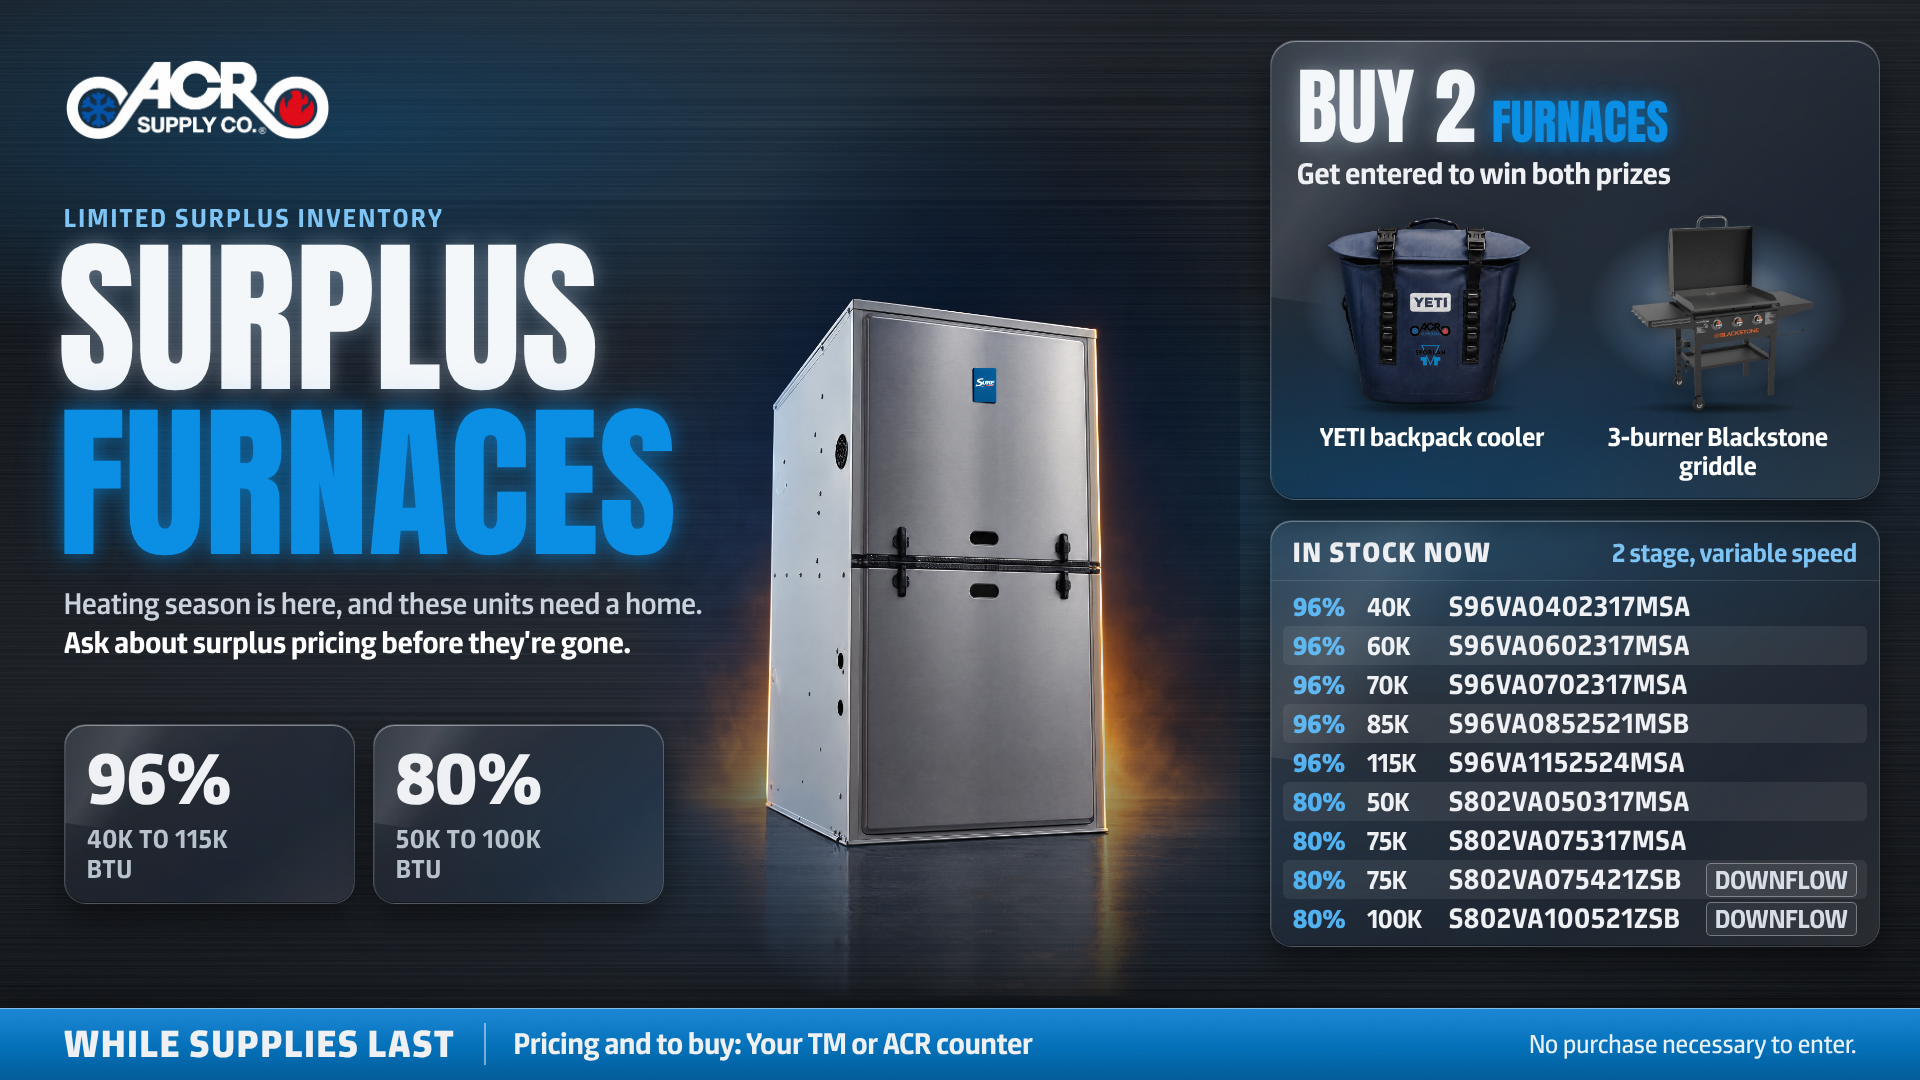 ACR
SUPPLY CO.®
LIMITED SURPLUS INVENTORY
SURPLUS
FURNACES
Heating season is here, and these units need a home.
Ask about surplus pricing before they're gone.
96%
40K TO 115K
BTU
80%
50K TO 100K
BTU
BUY 2 FURNACES
Get entered to win both prizes
YETI
ACR
BLACKSTONE
YETI backpack cooler
3-burner Blackstone
griddle
IN STOCK NOW
2 stage, variable speed
96% 40K S96VA0402317MSA
96% 60K S96VA0602317MSA
96% 70K S96VA0702317MSA
96% 85K S96VA0852521MSB
96% 115K S96VA1152524MSA
80% 50K S802VA050317MSA
80% 75K S802VA075317MSA
80% 75K S802VA075421ZSB DOWNFLOW
80% 100K S802VA100521ZSB DOWNFLOW
WHILE SUPPLIES LAST
Pricing and to buy: Your TM or ACR counter
No purchase necessary to enter.